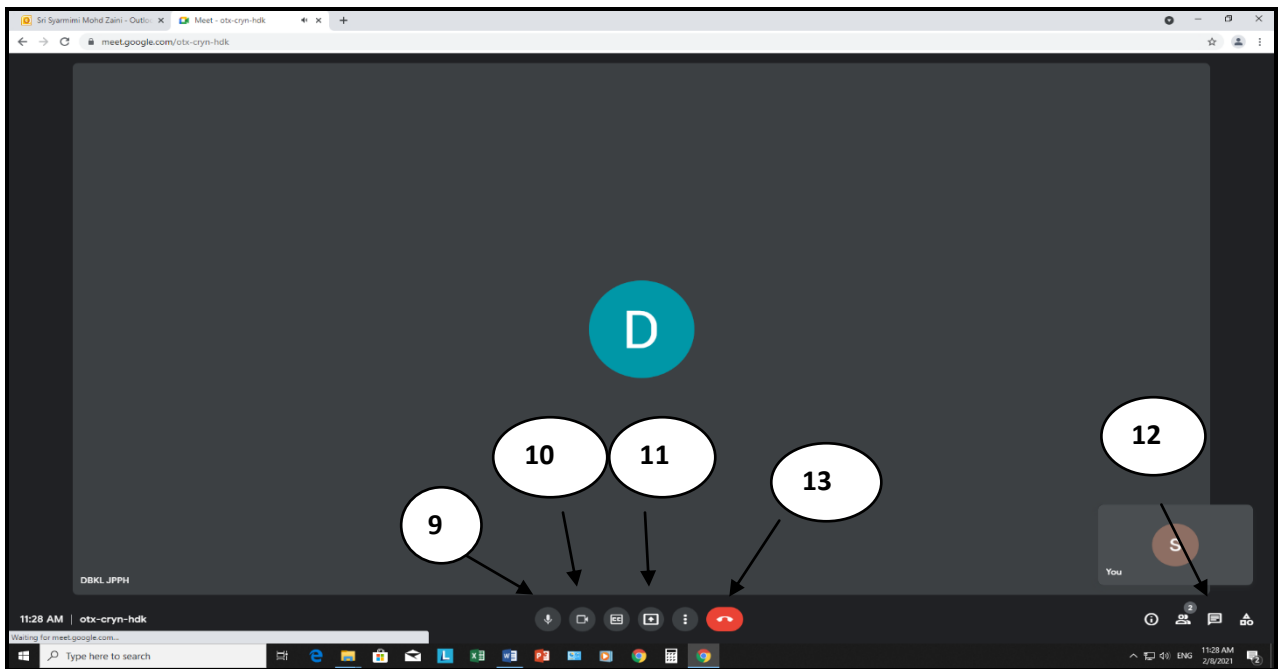 Sri Syarmimi Mohd Zaini - Outlo
Meet - otx-cryn-hdk
meet.google.com/otx-cryn-hdk
D
10
11
12
13
9
S
You
DBKL JPPH
11:28 AM | otx-cryn-hdk
CC
2
Waiting for meet.google.com...
Type here to search
ENG
11:28 AM
2/8/2021
2